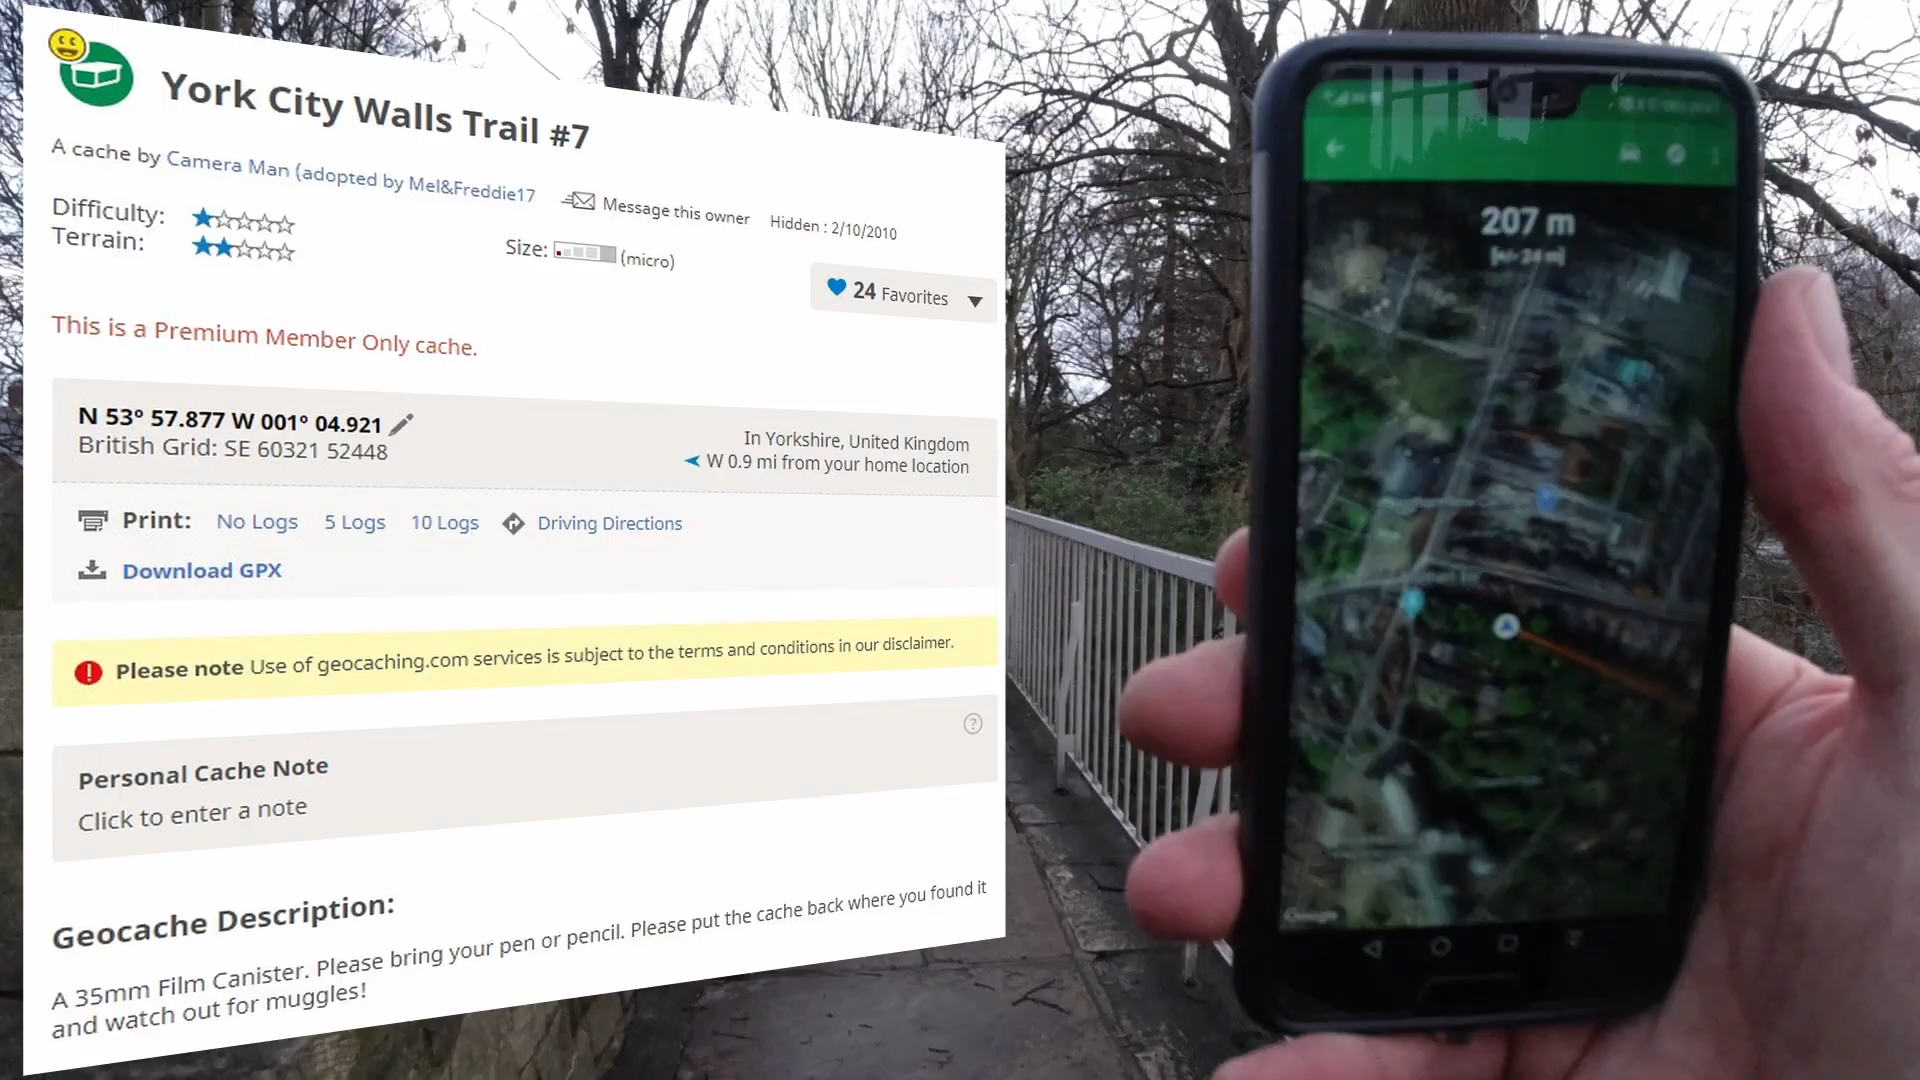 York City Walls Trail #7
A cache by Camera Man (adopted by Mel&Freddie17
Message this owner
Hidden : 2/10/2010
Difficulty:
Terrain:
Size: (micro)
24 Favorites
This is a Premium Member Only cache.
N 53° 57.877 W 001° 04.921
British Grid: SE 60321 52448
In Yorkshire, United Kingdom
W 0.9 mi from your home location
Print: No Logs 5 Logs 10 Logs Driving Directions
Download GPX
Please note Use of geocaching.com services is subject to the terms and conditions in our disclaimer.
Personal Cache Note
Click to enter a note
Geocache Description:
A 35mm Film Canister. Please bring your pen or pencil. Please put the cache back where you found it
and watch out for muggles!
207 m
Google